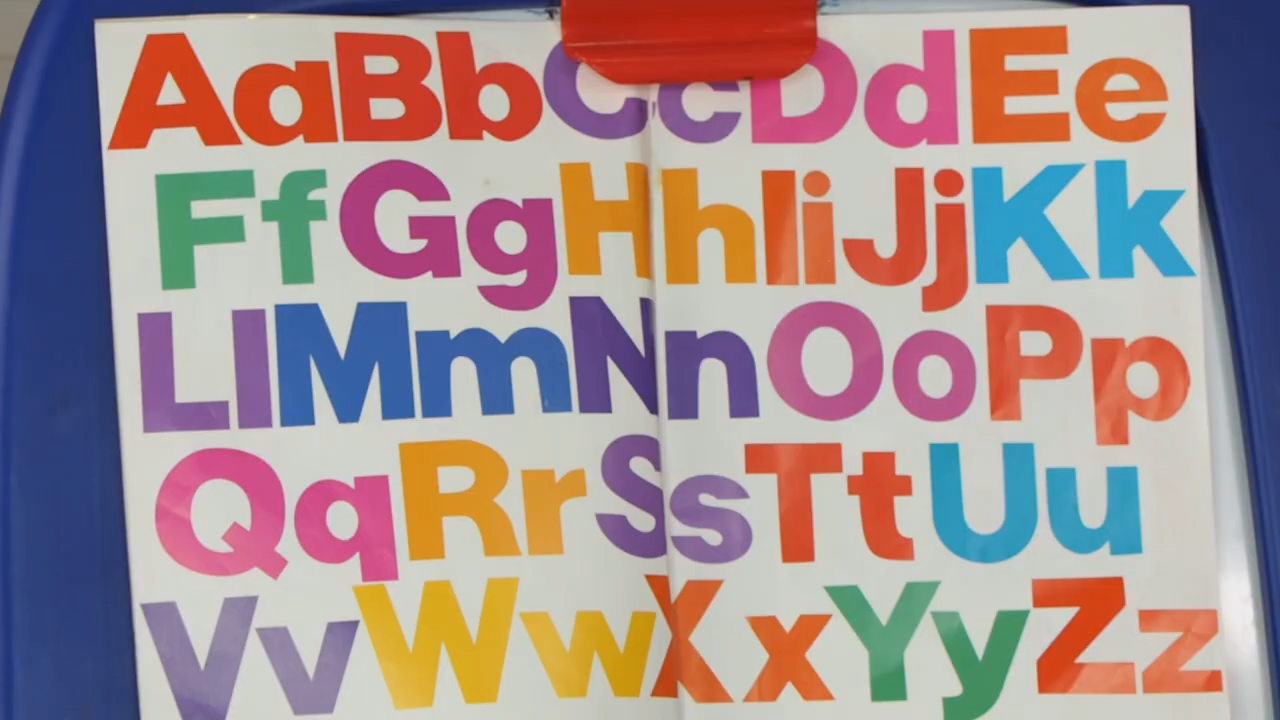 AaBbCcDdEe
FfGgHhIiJjKk
LlMmNnOoPp
QqRrSsTtUu
VvWwXxYyZz